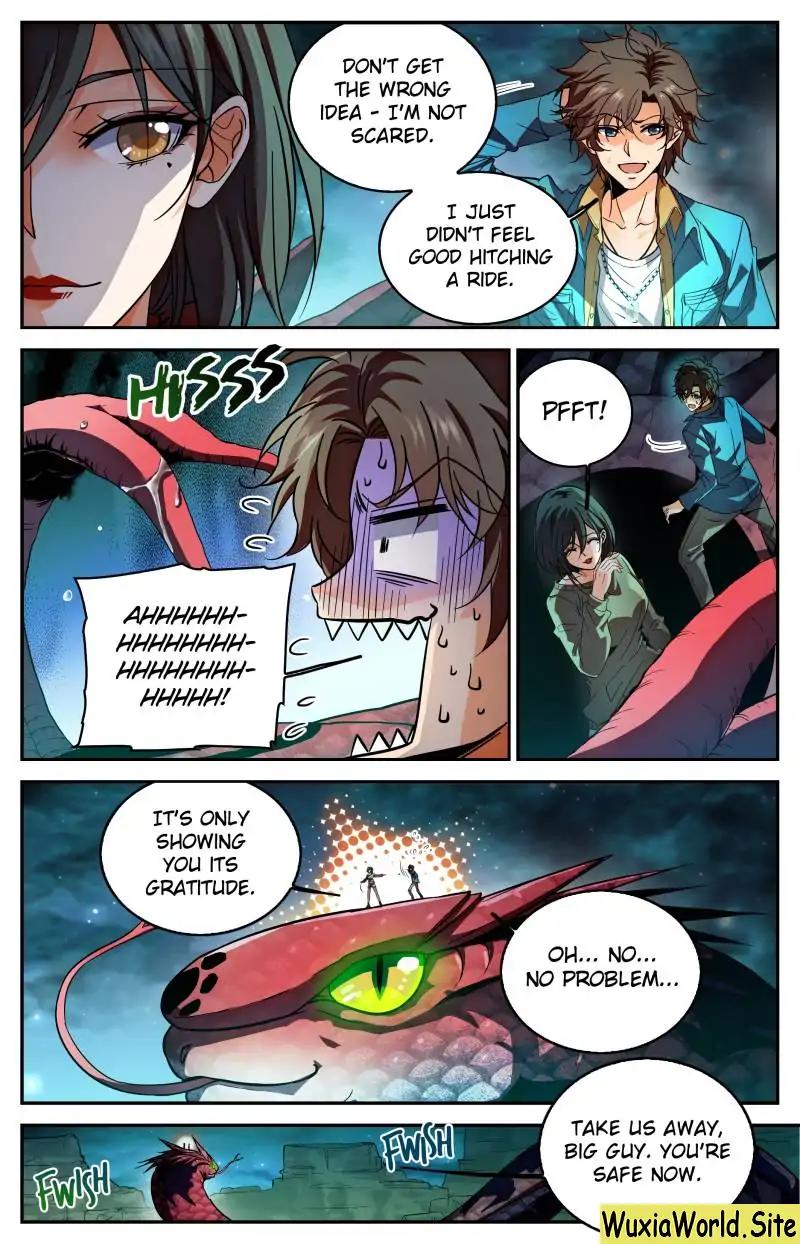 DON'T GET
THE WRONG
IDEA - I'M NOT
SCARED.
I JUST
DIDN'T FEEL
GOOD HITCHING
A RIDE.
HISSS
AHHHHHH-
HHHHHHHH-
HHHHHHHH-
HHHHH!
PFFT!
IT'S ONLY
SHOWING
YOU ITS
GRATITUDE.
OH... NO...
NO PROBLEM...
TAKE US AWAY,
BIG GUY. YOU'RE
SAFE NOW.
FWISH
FWISH
WuxiaWorld.Site